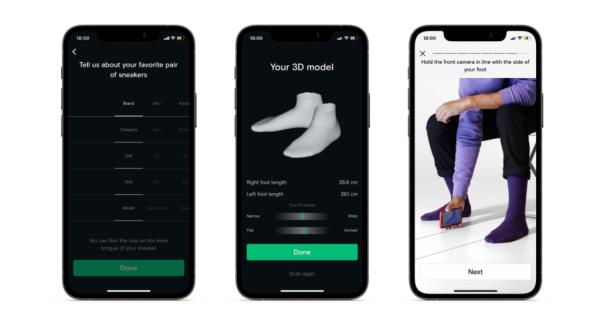 18:00
Tell us about your favorite pair
of sneakers
Brand
Nike
Category
Unit
Size
Model
You can find the size on the inner
tongue of your sneaker
Done
18:00
Your 3D model
Right foot length 28.9 cm
Left foot length 29.1 cm
Your fit details
Narrow Wide
Flat Arched
Done
Scan again
18:00
Hold the front camera in line with the side of
your foot
Next